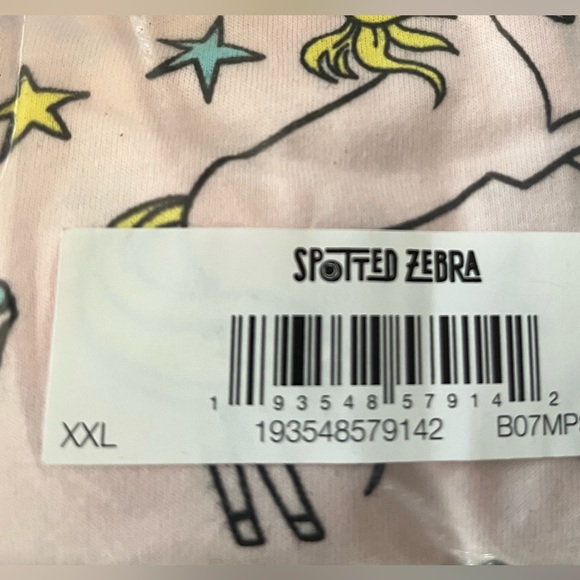 SPOTTED ZEBRA
1 93548 57914 2
XXL 193548579142 B07MP